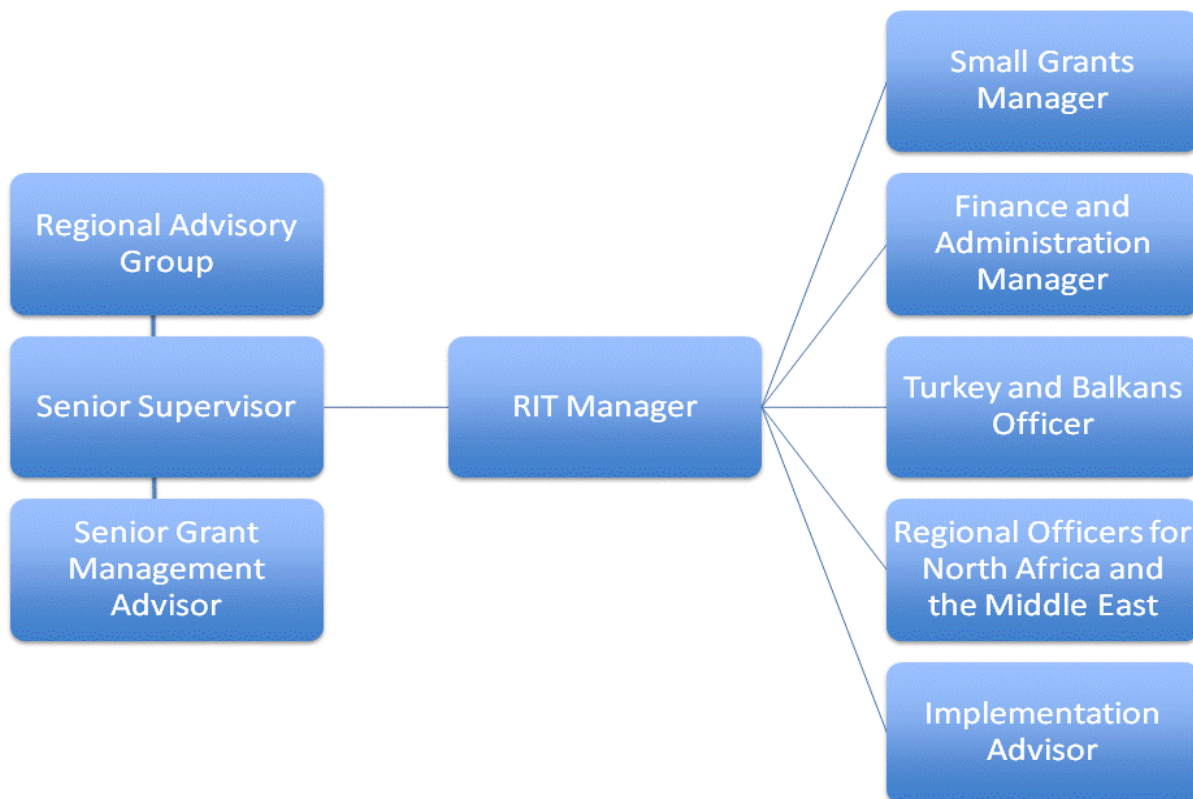 Small Grants
Manager
Regional Advisory
Group
Finance and
Administration
Manager
Senior Supervisor
RIT Manager
Turkey and Balkans
Officer
Senior Grant
Management
Advisor
Regional Officers for
North Africa and
the Middle East
Implementation
Advisor